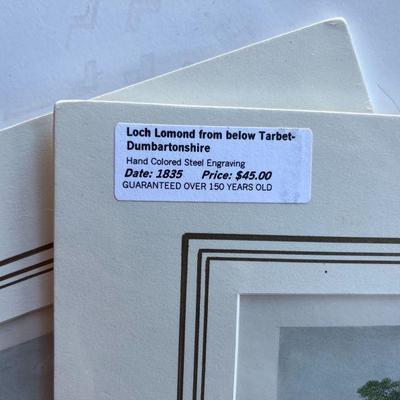 Loch Lomond from below Tarbet-
Dumbartonshire
Hand Colored Steel Engraving
Date: 1835 Price: $45.00
GUARANTEED OVER 150 YEARS OLD